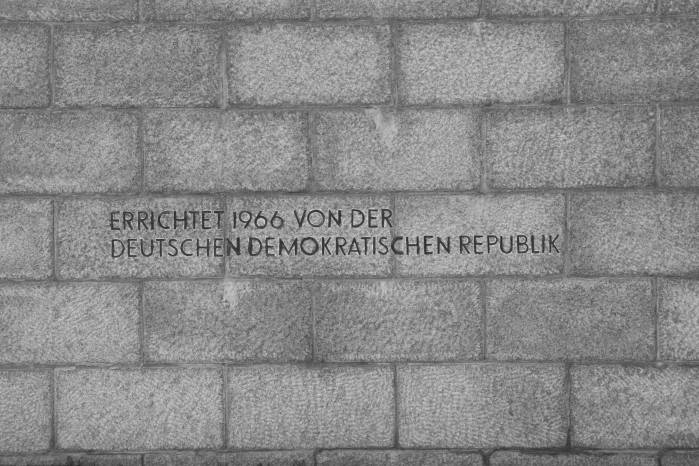 ERRICHTET 1966 VON DER
DEUTSCHEN DEMOKRATISCHEN REPUBLIK